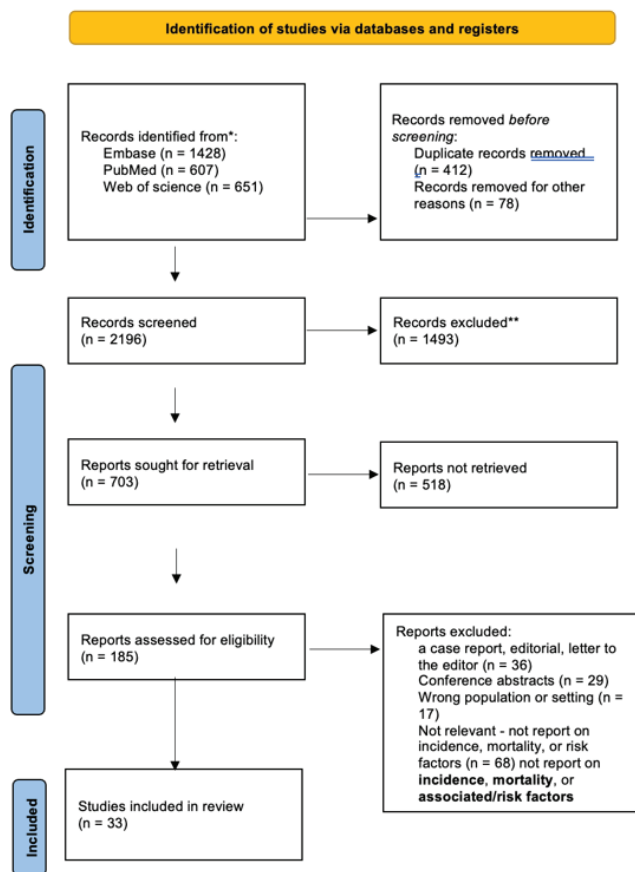 Identification of studies via databases and registers
Identification
Records identified from*:
Embase (n = 1428)
PubMed (n = 607)
Web of science (n = 651)
Records removed before
screening:
Duplicate records removed
(n = 412)
Records removed for other
reasons (n = 78)
Records screened
(n = 2196)
Records excluded**
(n = 1493)
Screening
Reports sought for retrieval
(n = 703)
Reports not retrieved
(n = 518)
Reports assessed for eligibility
(n = 185)
Reports excluded:
a case report, editorial, letter to
the editor (n = 36)
Conference abstracts (n = 29)
Wrong population or setting (n =
17)
Not relevant - not report on
incidence, mortality, or risk
factors (n = 68) not report on
incidence, mortality, or
associated/risk factors
Included
Studies included in review
(n = 33)